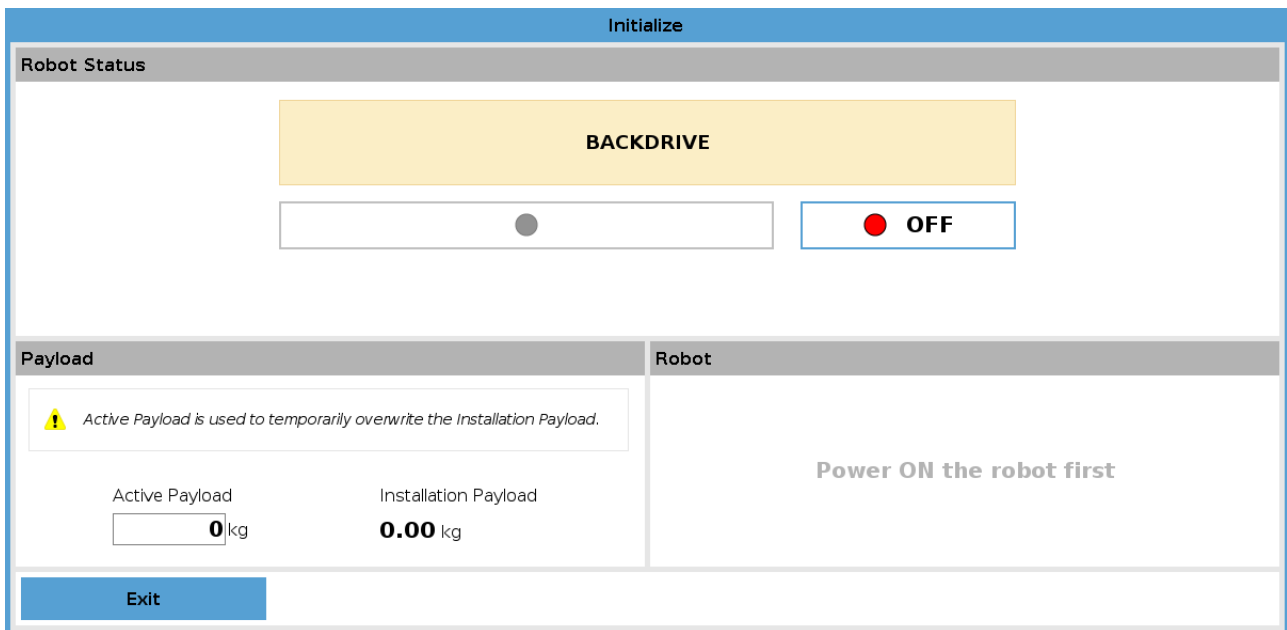 Initialize
Robot Status
BACKDRIVE
OFF
Payload
Robot
Active Payload is used to temporarily overwrite the Installation Payload.
Power ON the robot first
Active Payload Installation Payload
0 kg 0.00 kg
Exit